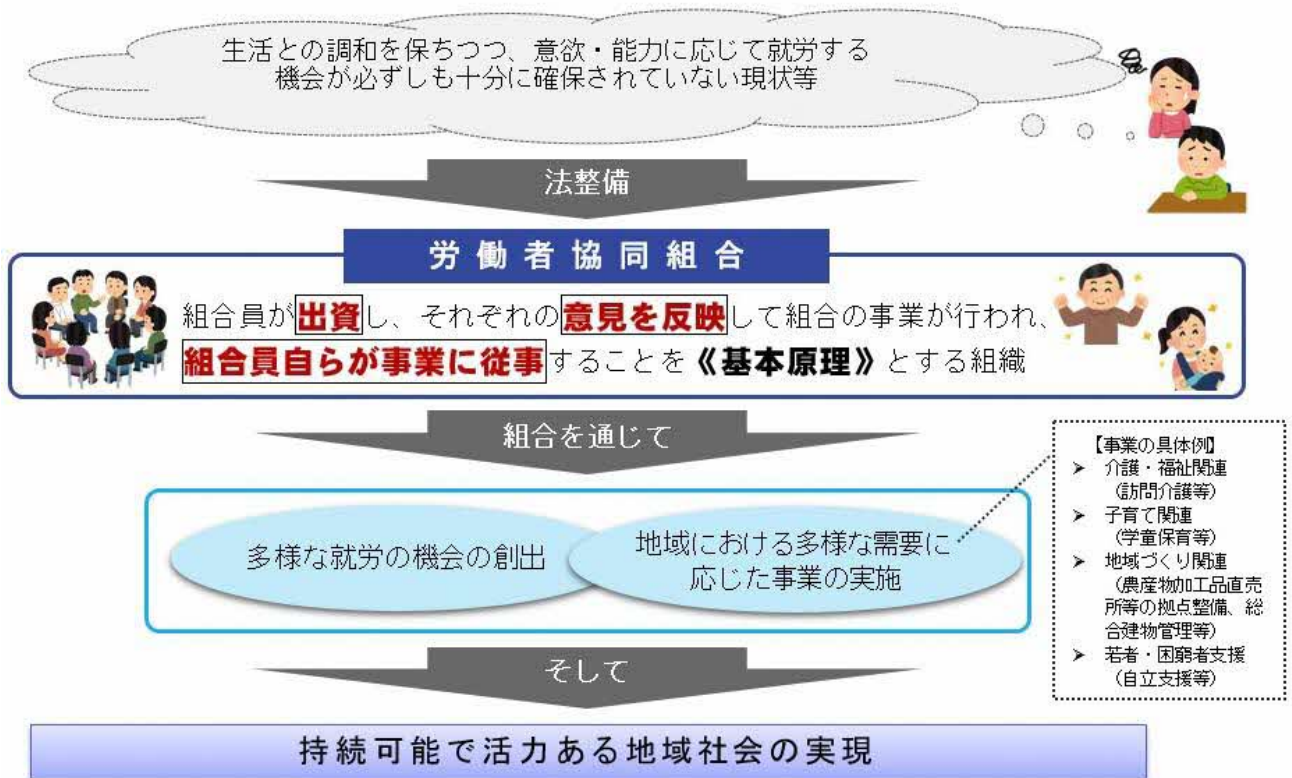 生活との調和を保ちつつ、意欲・能力に応じて就労する
機会が必ずしも十分に確保されていない現状等
法整備
労働者協同組合
組合員が出資し、それぞれの意見を反映して組合の事業が行われ、
組合員自らが事業に従事することを《基本原理》とする組織
組合を通じて
多様な就労の機会の創出
地域における多様な需要に
応じた事業の実施
【事業の具体例】
➤ 介護・福祉関連
(訪問介護等)
➤ 子育て関連
(学童保育等)
➤ 地域づくり関連
(農産物加工品直売
所等の拠点整備、総
合建物管理等)
➤ 若者・困窮者支援
(自立支援等)
そして
持続可能で活力ある地域社会の実現